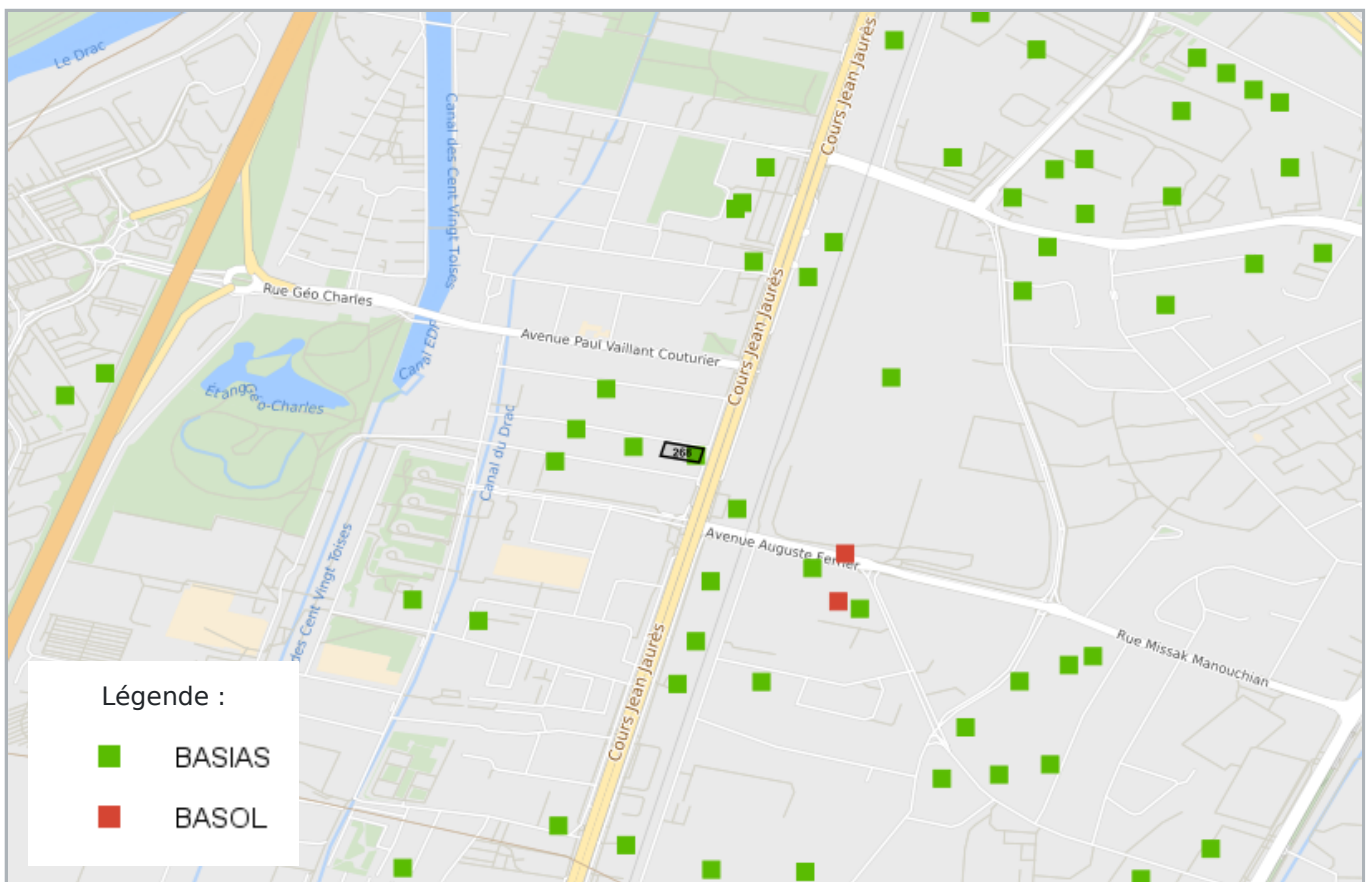 Le Drac
Canal des Cent Vingt Toises
Cours Jean Jaurès
Rue Géo Charles
Canal EDF
Avenue Paul Vaillant Couturier
Cours Jean Jaurès
Étang Géo-Charles
Canal du Drac
268
Avenue Auguste Ferrier
des Cent Vingt Toises
Cours Jean Jaurès
Rue Missak Manouchian
Légende :
BASIAS
BASOL